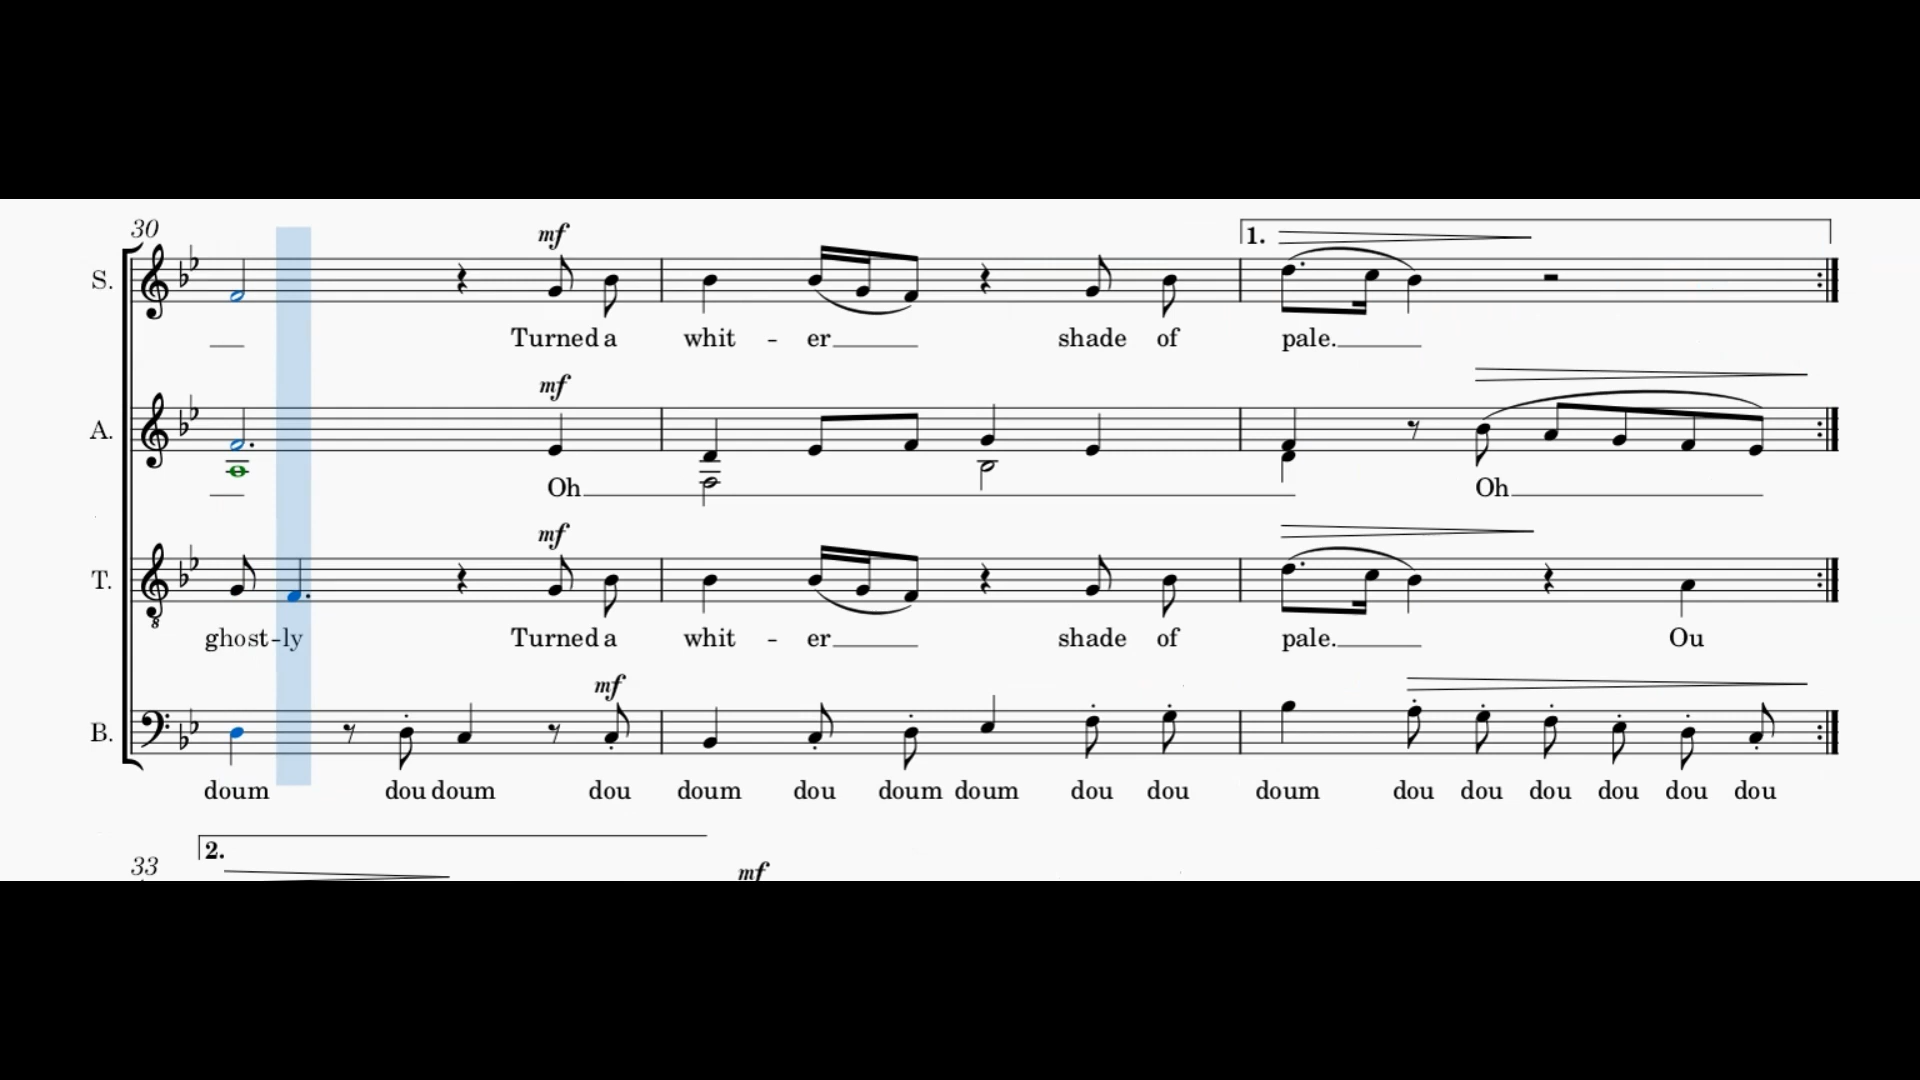 30
mf
S.
Turned a whit - er shade of
1.
pale.
mf
A.
Oh Oh
mf
T.
8
ghost-ly Turned a whit - er shade of pale. Ou
mf
B.
doum dou doum dou doum dou doum doum dou dou doum dou dou dou dou dou dou
2.
33
mf